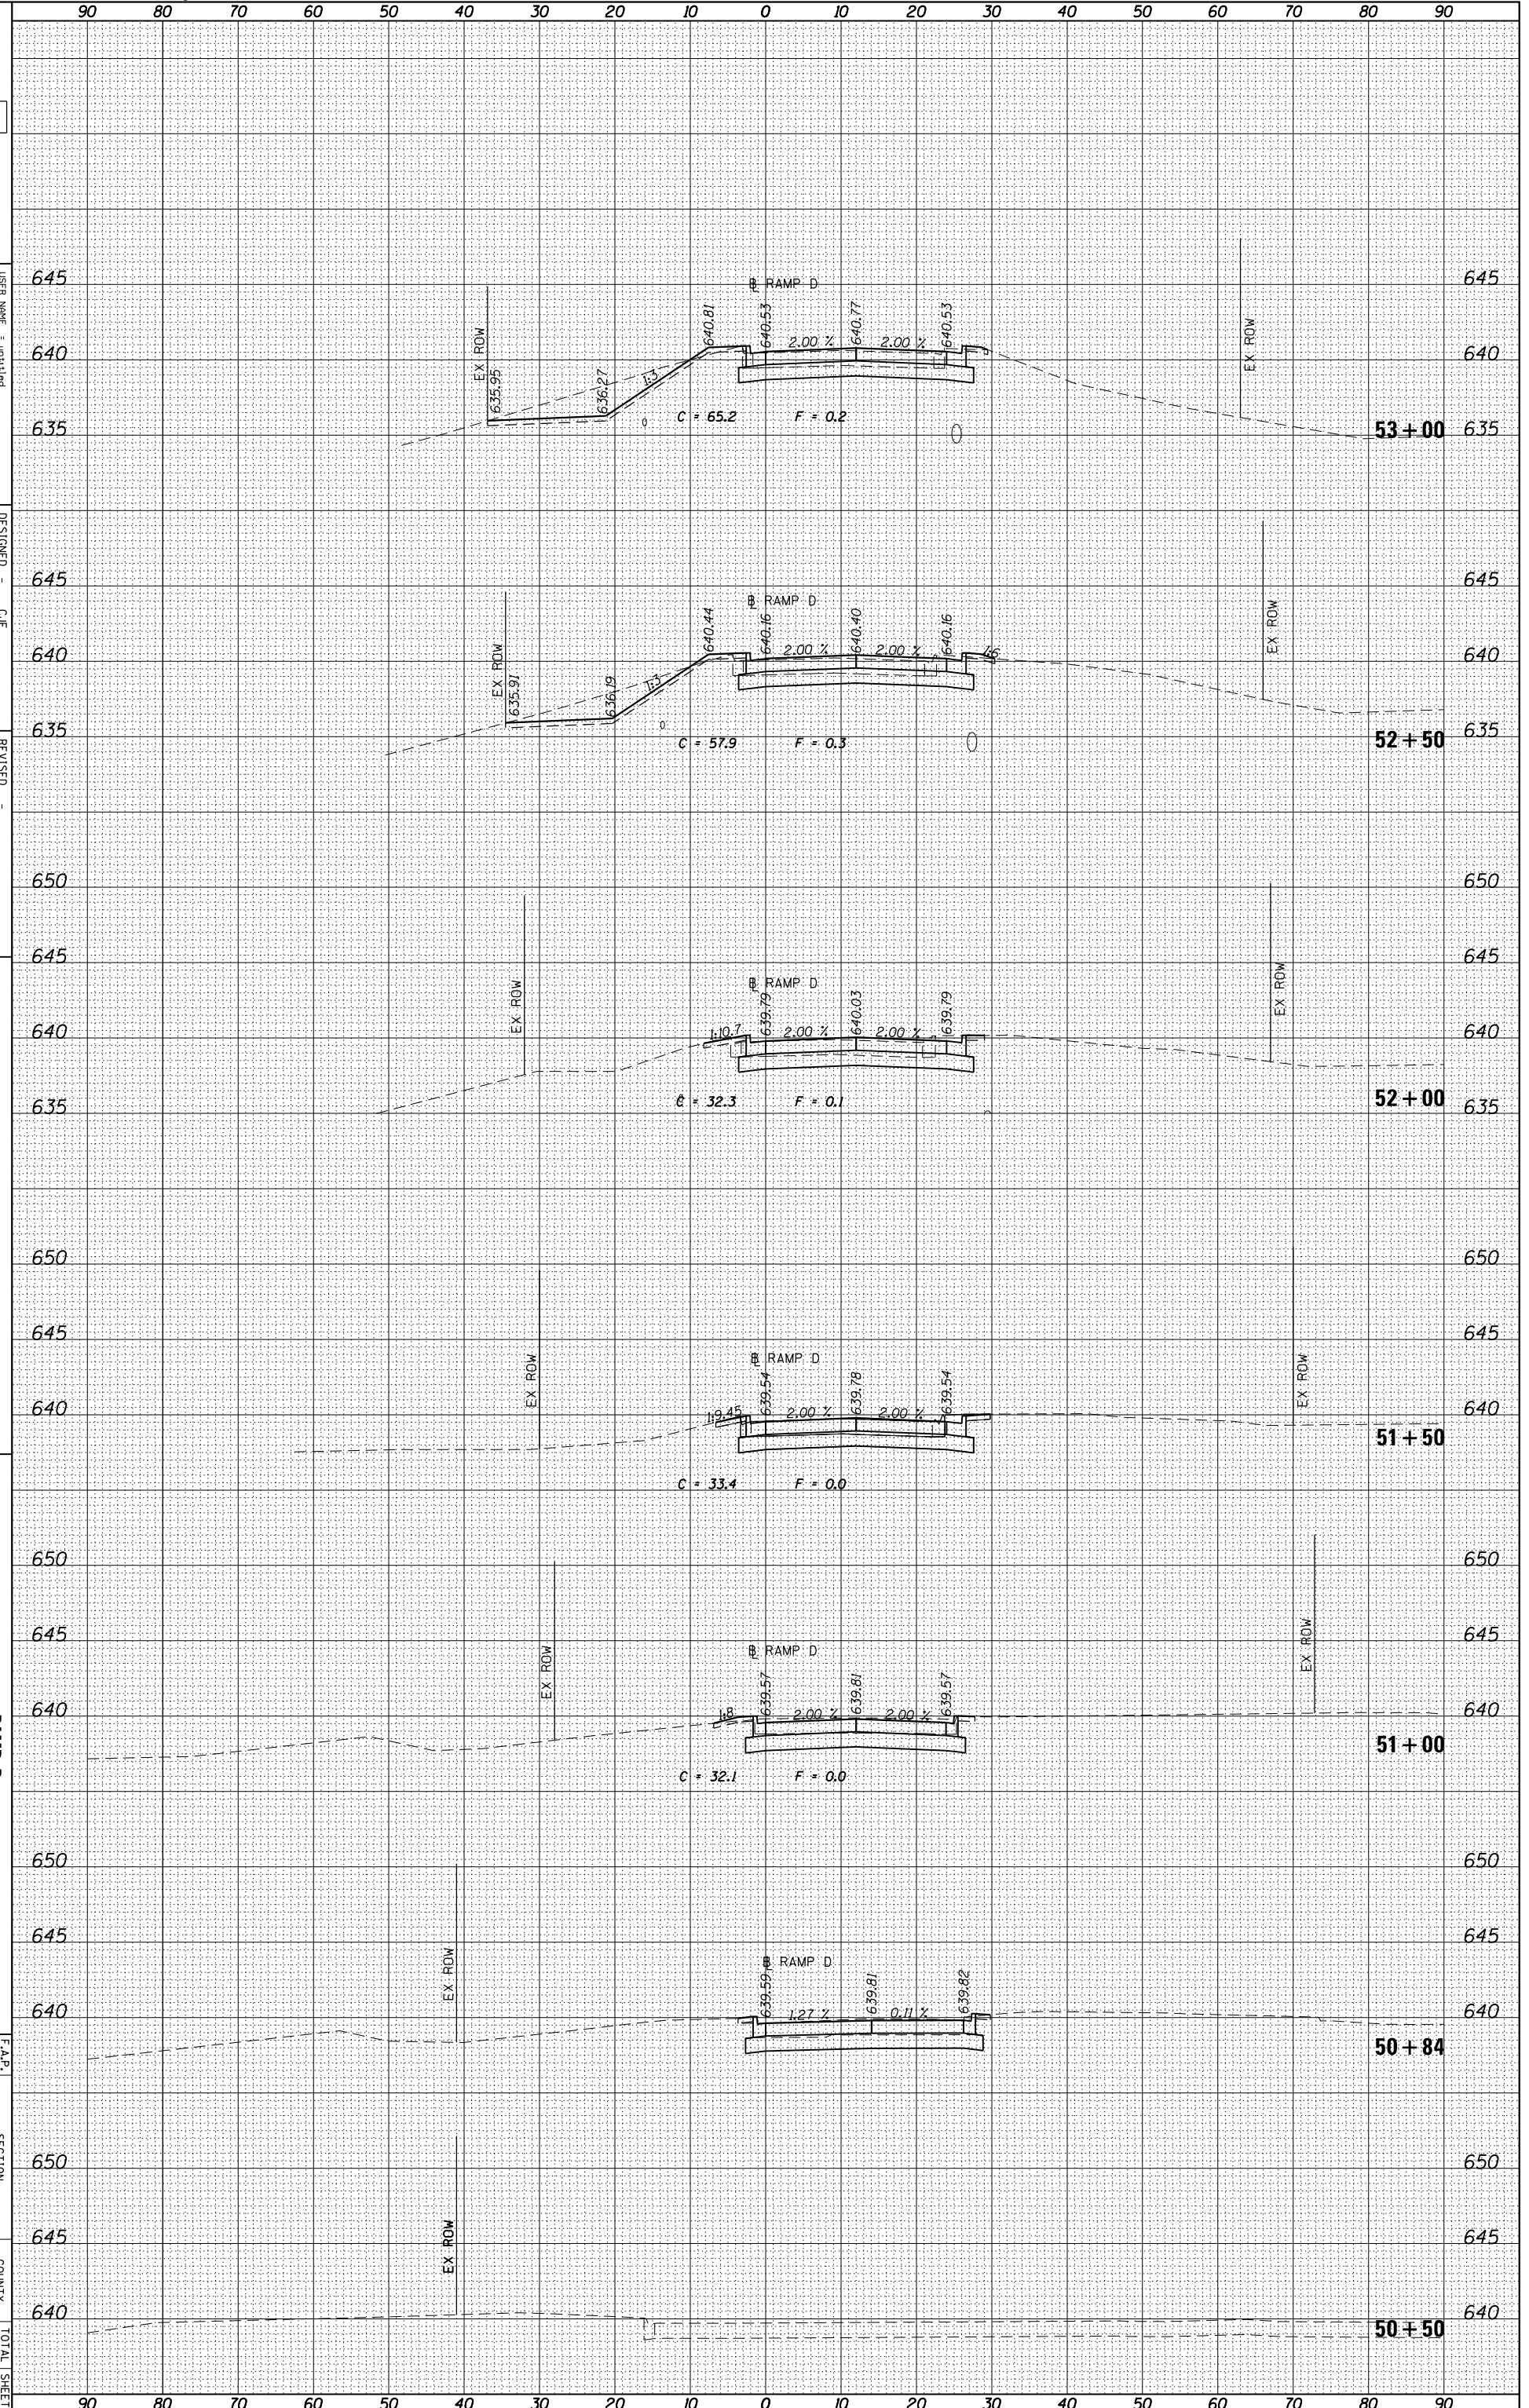 90 80 70 60 50 40 30 20 10 0 10 20 30 40 50 60 70 80 90
645 EX ROW 635.95 636.27 1:3 640.81 ⅊ RAMP D 640.53 2.00 % 640.77 2.00 % 640.53 EX ROW 645
640 640
635 C = 65.2 F = 0.2 53+00 635
645 EX ROW 635.91 636.19 1:3 640.44 RAMP D 640.16 2.00 % 640.40 2.00 % 640.16 EX ROW 645
640 640
635 C = 57.9 F = 0.3 52+50 635
650 650
645 EX ROW RAMP D EX ROW 645
640 1:10.7 639.79 2.00 % 640.03 2.00 % 639.79 640
635 C = 32.3 F = 0.1 52+00 635
650 650
645 EX ROW RAMP D EX ROW 645
640 1:9.45 639.54 2.00 % 639.78 2.00 % 639.54 640
51+50
C = 33.4 F = 0.0
650 650
645 EX ROW RAMP D EX ROW 645
640 1:8 639.57 2.00 % 639.81 2.00 % 639.57 640
51+00
C = 32.1 F = 0.0
650 650
645 EX ROW RAMP D 645
640 639.59 1.27 % 639.81 0.11 % 639.82 640
50+84
650 650
645 EX ROW 645
640 640
50+50
90 80 70 60 50 40 30 20 10 0 10 20 30 40 50 60 70 80 90
DESIGNED - CJF
REVISED -
F.A.P.
SECTION
COUNTY
TOTAL
SHEET